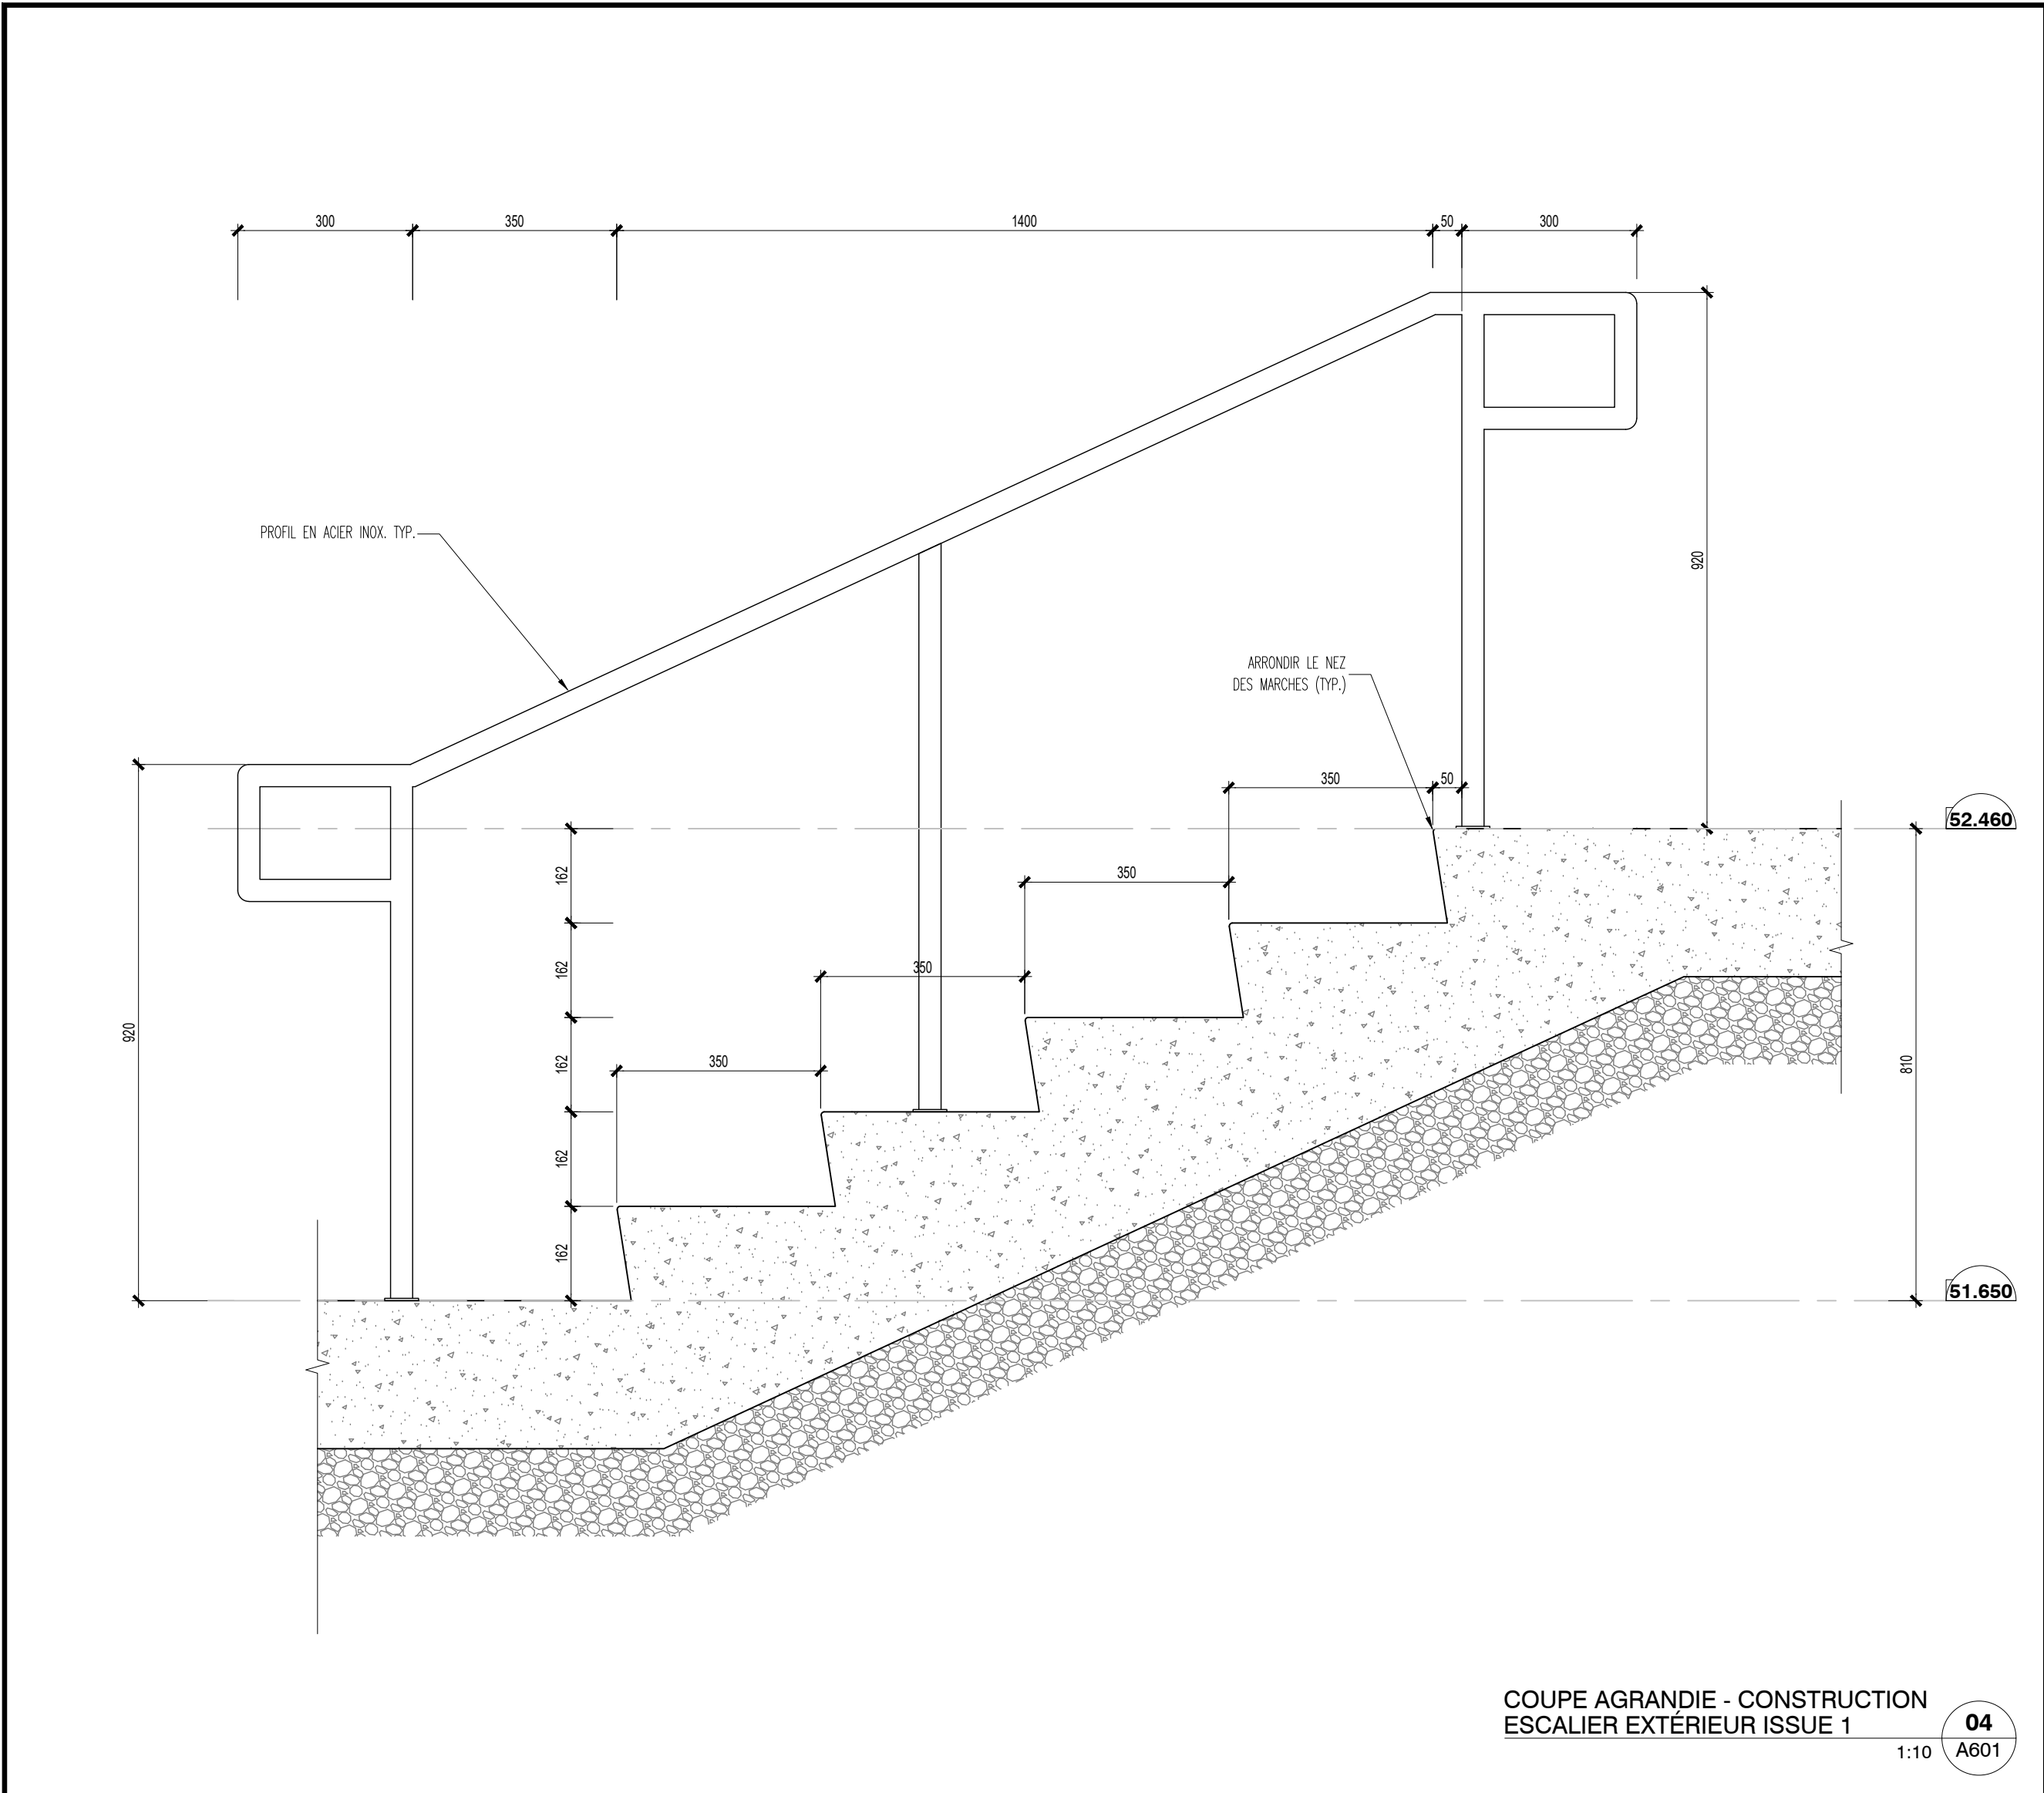 300 350 1400 50 300
PROFIL EN ACIER INOX. TYP.
920
ARRONDIR LE NEZ
DES MARCHES (TYP.)
350 50
52.460
162
350
162
350
920
162
350
810
162
162
51.650
COUPE AGRANDIE - CONSTRUCTION
ESCALIER EXTÉRIEUR ISSUE 1
1:10
04
A601